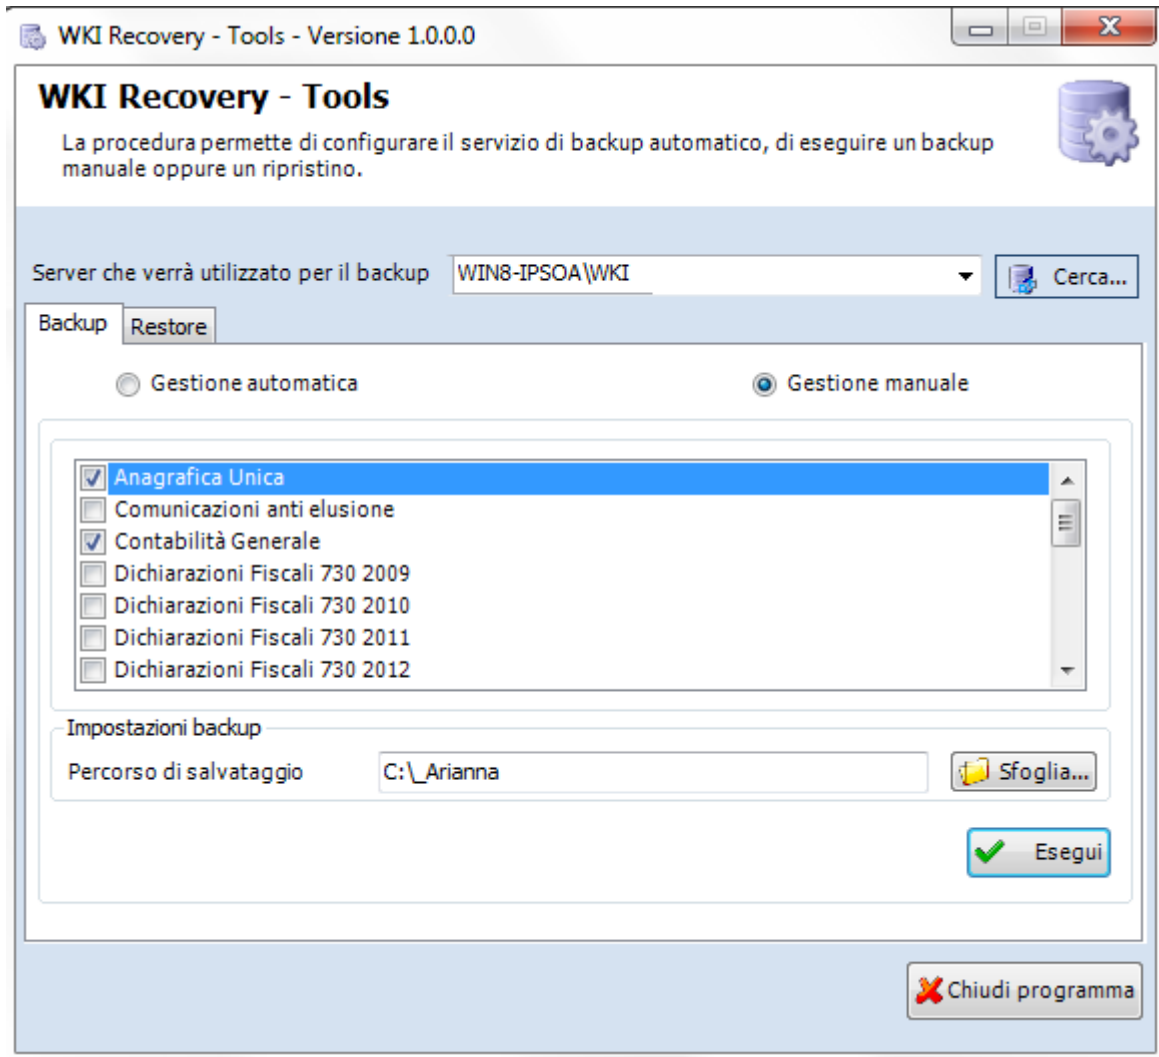 WKI Recovery - Tools - Versione 1.0.0.0
WKI Recovery - Tools
La procedura permette di configurare il servizio di backup automatico, di eseguire un backup
manuale oppure un ripristino.
Server che verrà utilizzato per il backup WIN8-IPSOA\WKI Cerca...
Backup Restore
Gestione automatica Gestione manuale
Anagrafica Unica
Comunicazioni anti elusione
Contabilità Generale
Dichiarazioni Fiscali 730 2009
Dichiarazioni Fiscali 730 2010
Dichiarazioni Fiscali 730 2011
Dichiarazioni Fiscali 730 2012
Impostazioni backup
Percorso di salvataggio C:\_Arianna Sfoglia...
Esegui
Chiudi programma